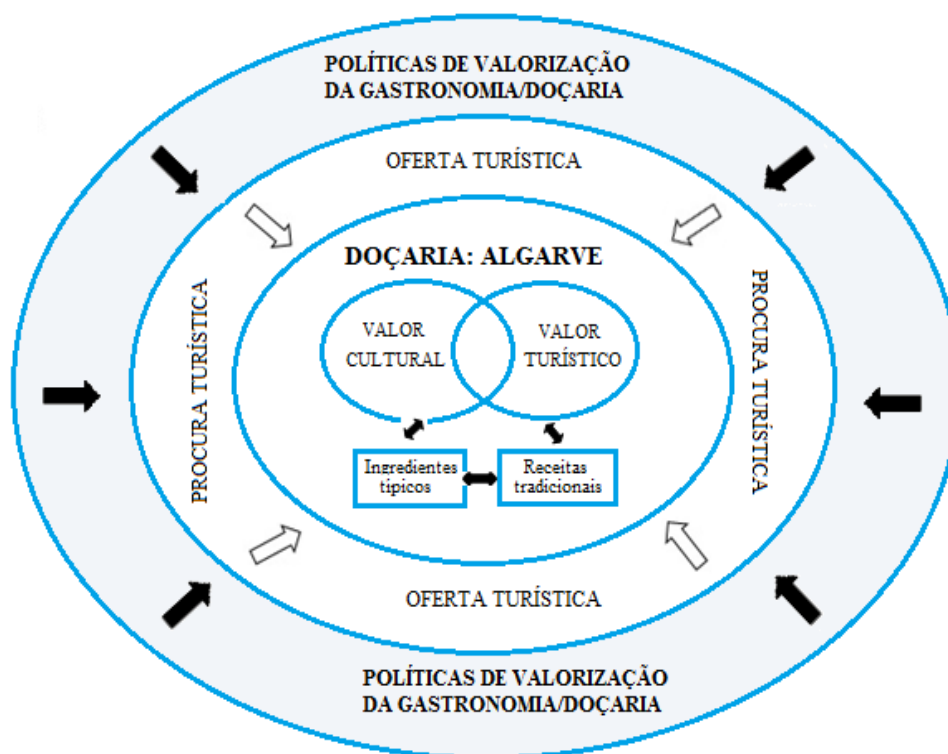 POLÍTICAS DE VALORIZAÇÃO
DA GASTRONOMIA/DOÇARIA
OFERTA TURÍSTICA
DOÇARIA: ALGARVE
PROCURA TURÍSTICA
VALOR
CULTURAL
VALOR
TURÍSTICO
PROCURA TURÍSTICA
Ingredientes
típicos
Receitas
tradicionais
OFERTA TURÍSTICA
POLÍTICAS DE VALORIZAÇÃO
DA GASTRONOMIA/DOÇARIA